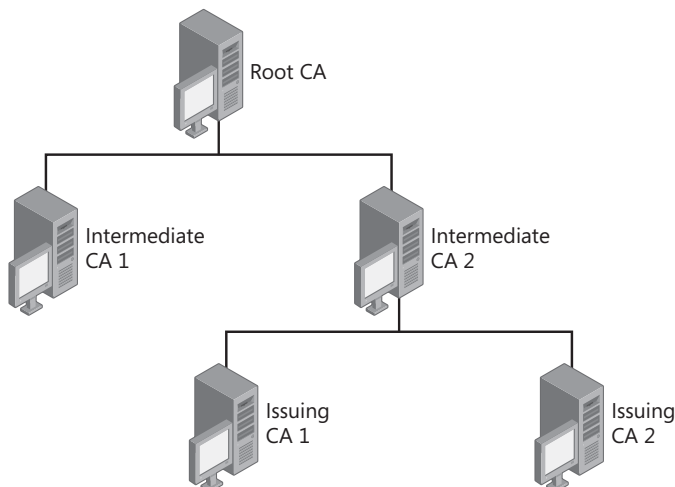 Root CA
Intermediate
CA 1
Intermediate
CA 2
Issuing
CA 1
Issuing
CA 2